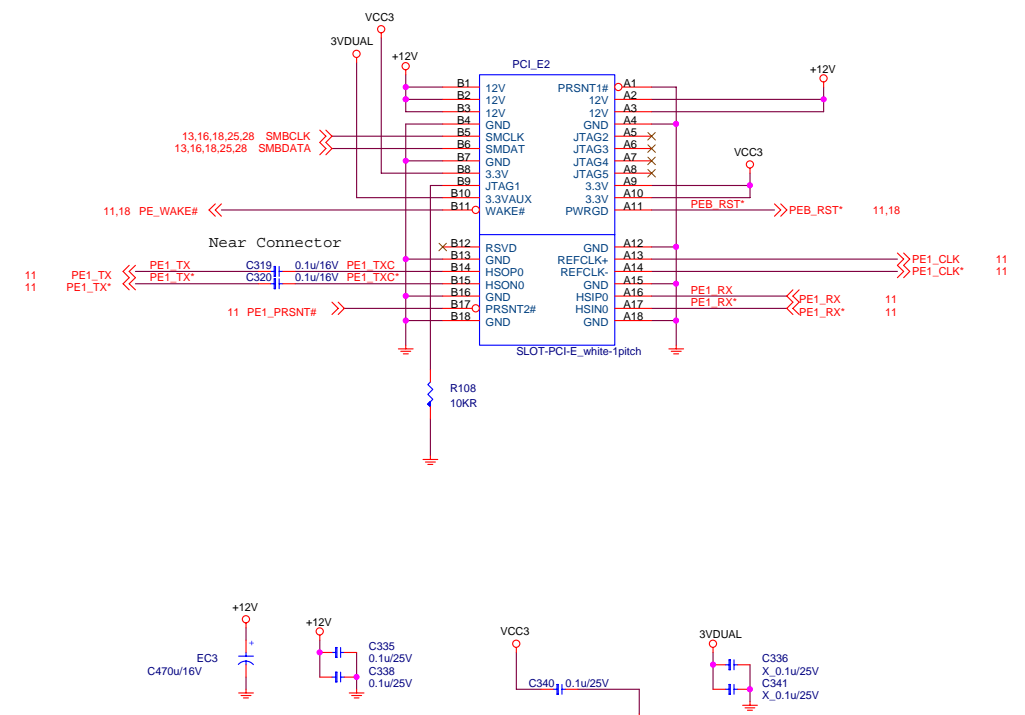 VCC3
3VDUAL
+12V
PCI_E2
+12V
B1 12V PRSNT1# A1
B2 12V 12V A2
B3 12V 12V A3
B4 GND GND A4
13,16,18,25,28 SMBCLK B5 SMCLK JTAG2 A5
13,16,18,25,28 SMBDATA B6 SMDAT JTAG3 A6
B7 GND JTAG4 A7
VCC3
B8 3.3V JTAG5 A8
B9 JTAG1 3.3V A9
B10 3.3VAUX 3.3V A10
11,18 PE_WAKE# B11 WAKE# PWRGD A11 PEB_RST* PEB_RST* 11,18
Near Connector
B12 RSVD GND A12
B13 GND REFCLK+ A13 PE1_CLK 11
11 PE1_TX PE1_TX C319 0.1u/16V PE1_TXC B14 HSOP0 REFCLK- A14 PE1_CLK* 11
11 PE1_TX* PE1_TX* C320 0.1u/16V PE1_TXC* B15 HSON0 GND A15
B16 GND HSIP0 A16 PE1_RX PE1_RX 11
11 PE1_PRSNT# B17 PRSNT2# HSIN0 A17 PE1_RX* PE1_RX* 11
B18 GND GND A18
SLOT-PCI-E_white-1pitch
R108
10KR
+12V
+12V
VCC3
3VDUAL
+
EC3
C470u/16V
C335
0.1u/25V
C338
0.1u/25V
C340 0.1u/25V
C336
X_0.1u/25V
C341
X_0.1u/25V